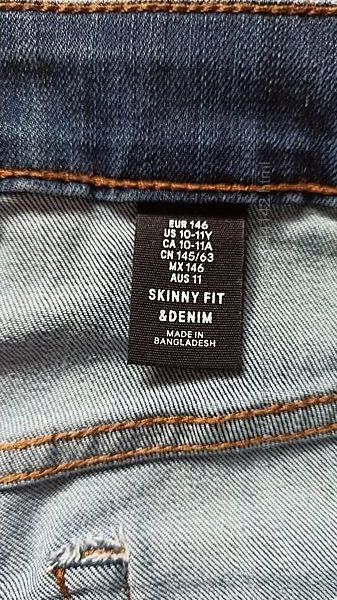 EUR 146
US 10-11Y
CA 10-11A
CN 145/63
MX 146
AUS 11
SKINNY FIT
&DENIM
MADE IN
BANGLADESH